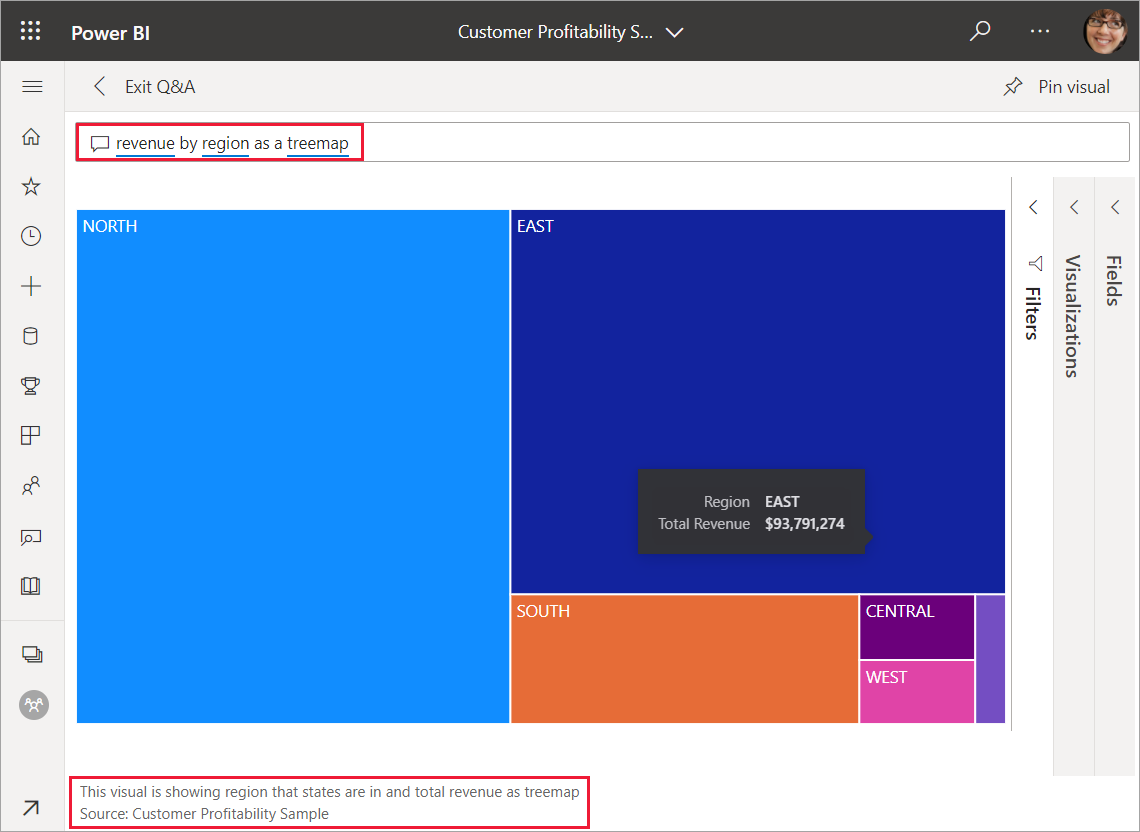 Power BI
Customer Profitability S...
Exit Q&A
Pin visual
revenue by region as a treemap
NORTH
EAST
Region EAST
Total Revenue $93,791,274
SOUTH
CENTRAL
WEST
Filters
Visualizations
Fields
This visual is showing region that states are in and total revenue as treemap
Source: Customer Profitability Sample